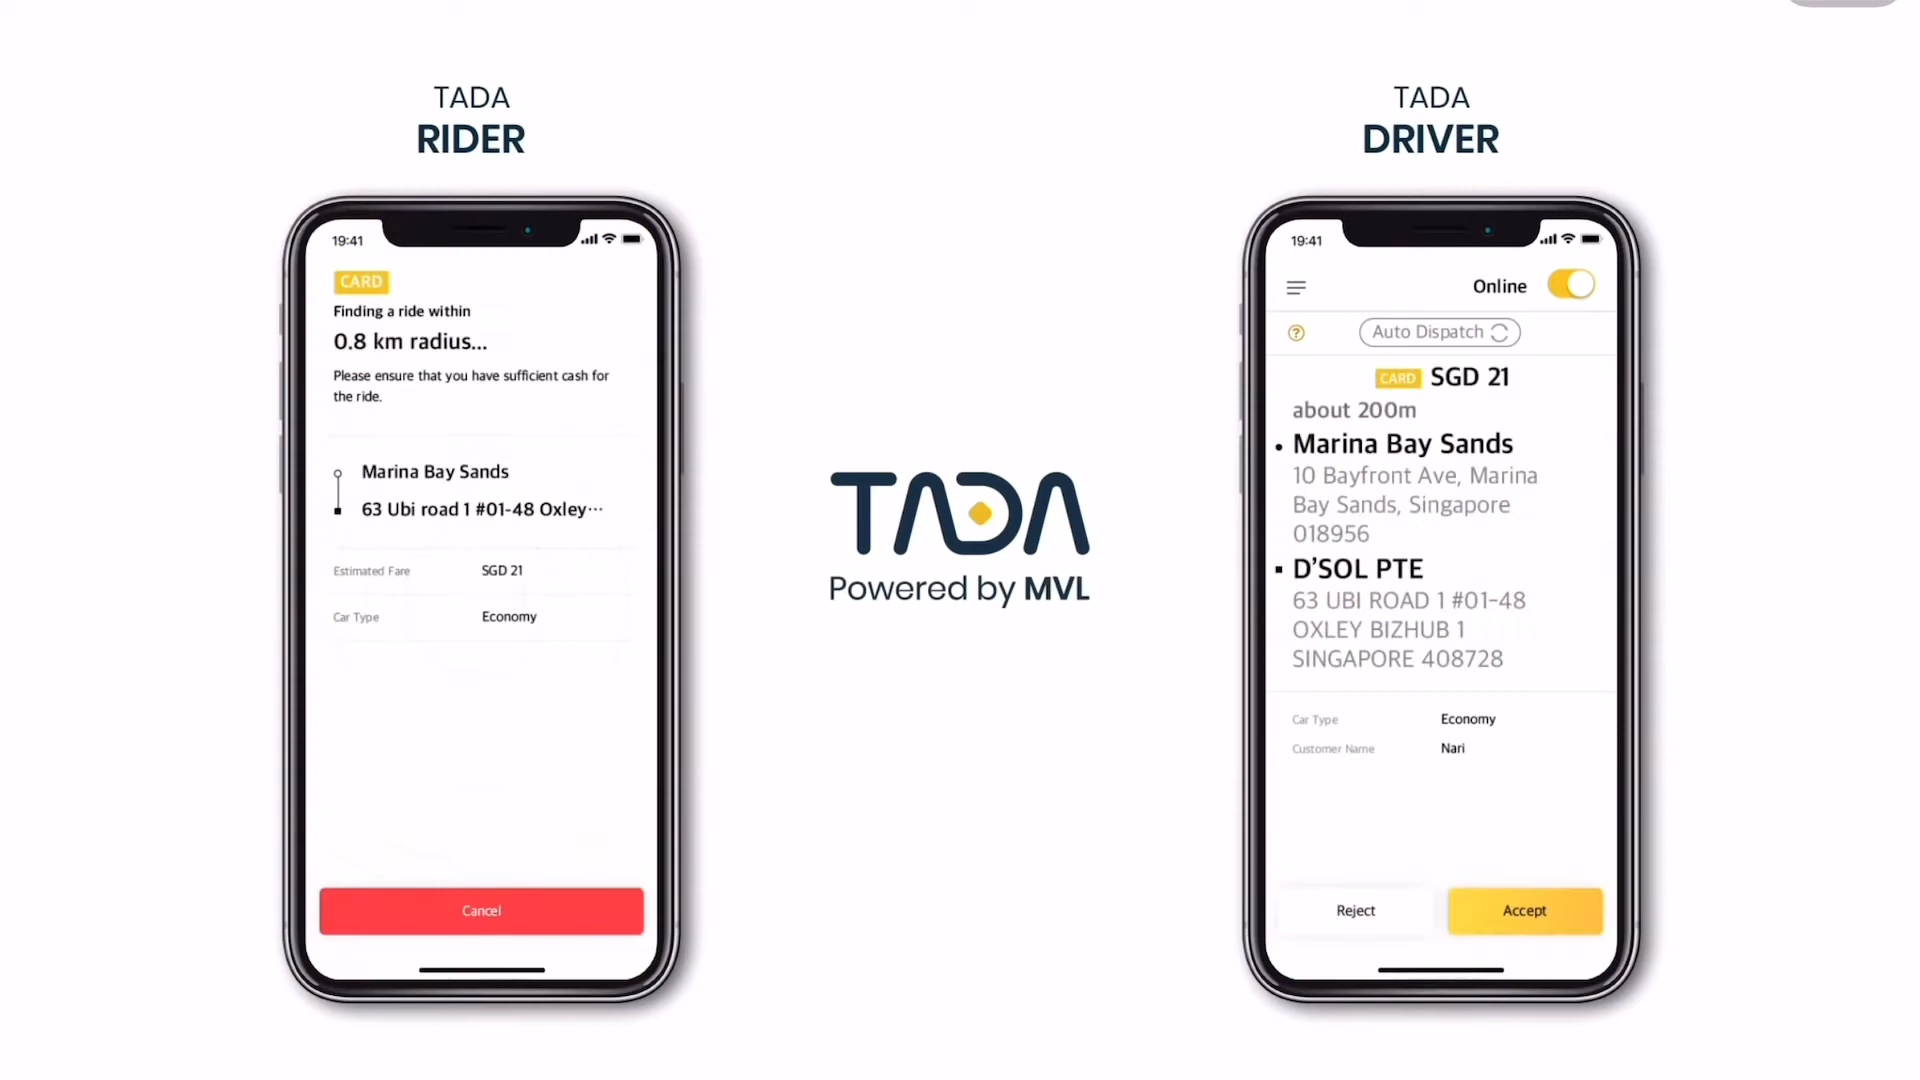 TADA
RIDER
19:41
CARD
Finding a ride within
0.8 km radius...
Please ensure that you have sufficient cash for
the ride.
Marina Bay Sands
63 Ubi road 1 #01-48 Oxley···
Estimated Fare SGD 21
Car Type Economy
Cancel
TADA
Powered by MVL
TADA
DRIVER
19:41
Online
Auto Dispatch
CARD SGD 21
about 200m
Marina Bay Sands
10 Bayfront Ave, Marina
Bay Sands, Singapore
018956
D’SOL PTE
63 UBI ROAD 1 #01-48
OXLEY BIZHUB 1
SINGAPORE 408728
Car Type Economy
Customer Name Nari
Reject Accept